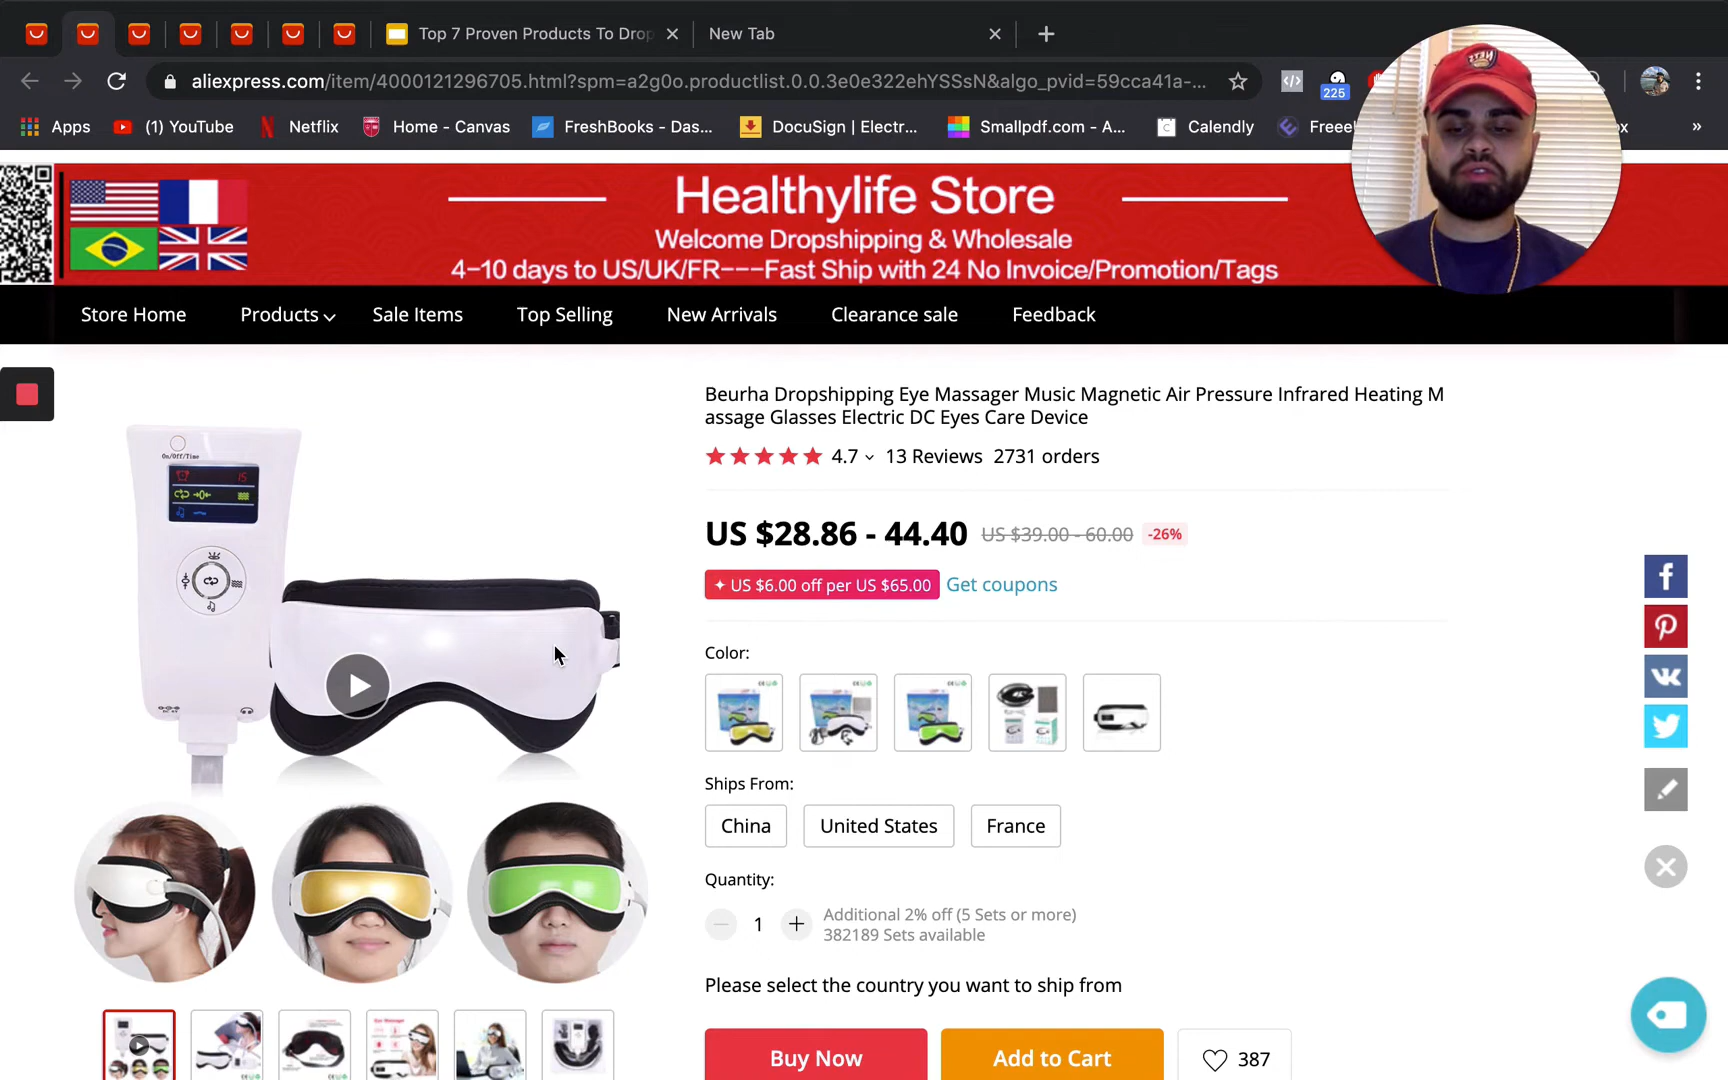 Top 7 Proven Products To Drop
New Tab
aliexpress.com/item/4000121296705.html?spm=a2g0o.productlist.0.0.3e0e322ehYSSsN&algo_pvid=59cca41a-...
225
Apps
(1) YouTube
Netflix
Home - Canvas
FreshBooks - Das...
DocuSign | Electr...
Smallpdf.com - A...
Calendly
Healthylife Store
Welcome Dropshipping & Wholesale
4-10 days to US/UK/FR---Fast Ship with 24 No Invoice/Promotion/Tags
Store Home
Products
Sale Items
Top Selling
New Arrivals
Clearance sale
Feedback
Beurha Dropshipping Eye Massager Music Magnetic Air Pressure Infrared Heating M
assage Glasses Electric DC Eyes Care Device
4.7 13 Reviews 2731 orders
US $28.86 - 44.40 US $39.00 - 60.00 -26%
US $6.00 off per US $65.00 Get coupons
On/Off/Time
15
Color:
Ships From:
China
United States
France
Quantity:
1
Additional 2% off (5 Sets or more)
382189 Sets available
Please select the country you want to ship from
Buy Now
Add to Cart
387